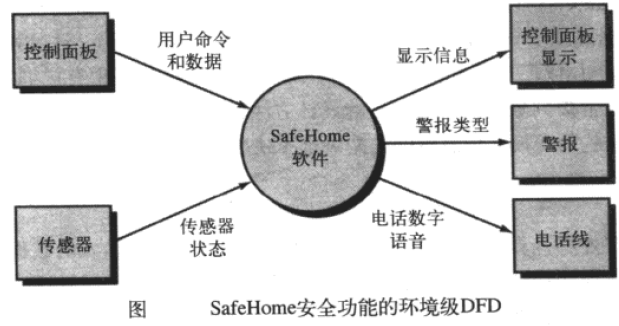 控制面板
用户命令
和数据
显示信息
控制面板
显示
SafeHome
软件
警报类型
警报
传感器
传感器
状态
电话数字
语音
电话线
图 SafeHome安全功能的环境级DFD